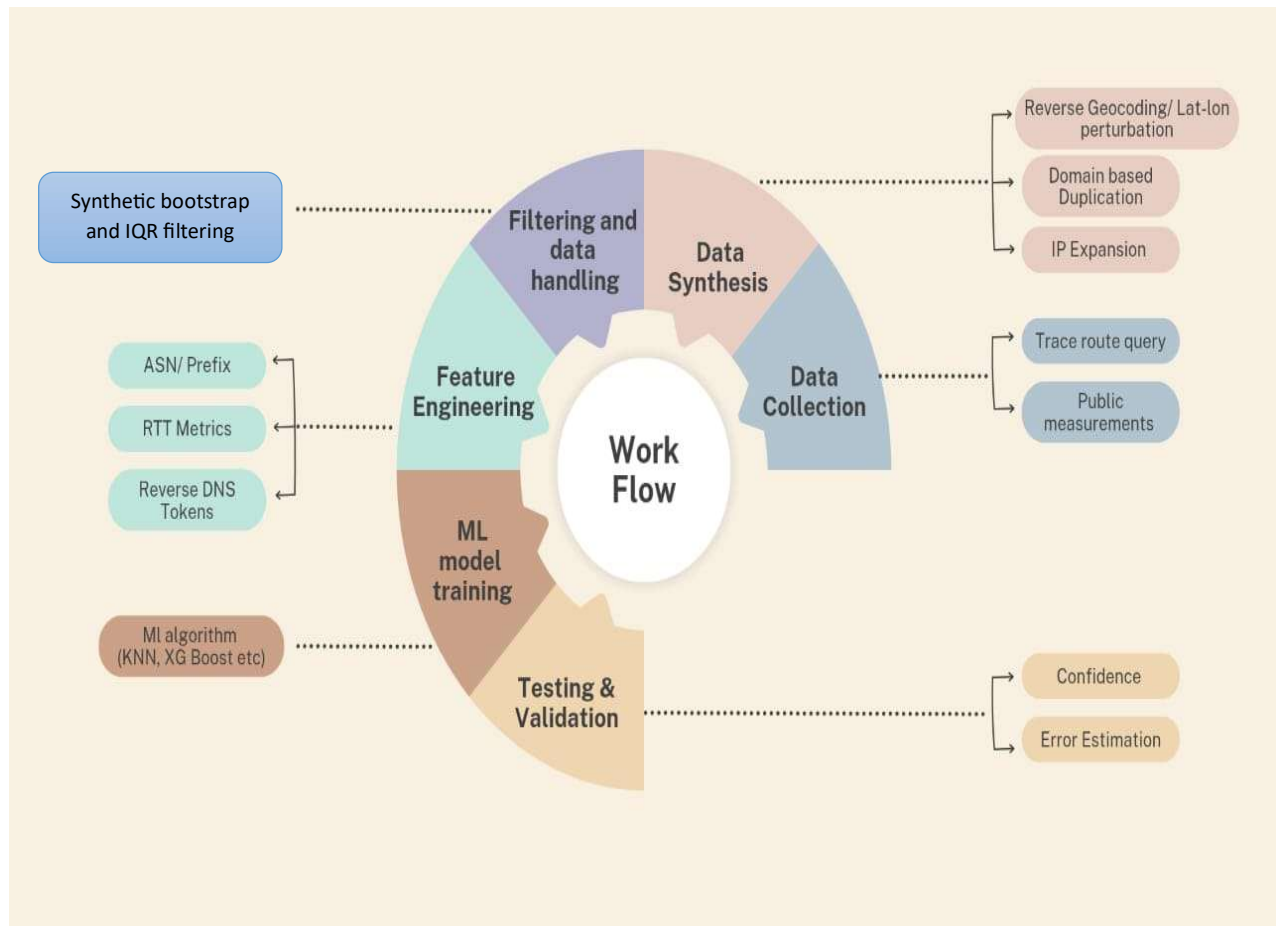 Reverse Geocoding/ Lat-lon
perturbation
Synthetic bootstrap
and IQR filtering
Domain based
Duplication
Filtering and
data
handling
Data
Synthesis
IP Expansion
Trace route query
ASN/ Prefix
Feature
Engineering
Data
Collection
Public
measurements
RTT Metrics
Work
Flow
Reverse DNS
Tokens
ML
model
training
Ml algorithm
(KNN, XG Boost etc)
Testing &
Validation
Confidence
Error Estimation